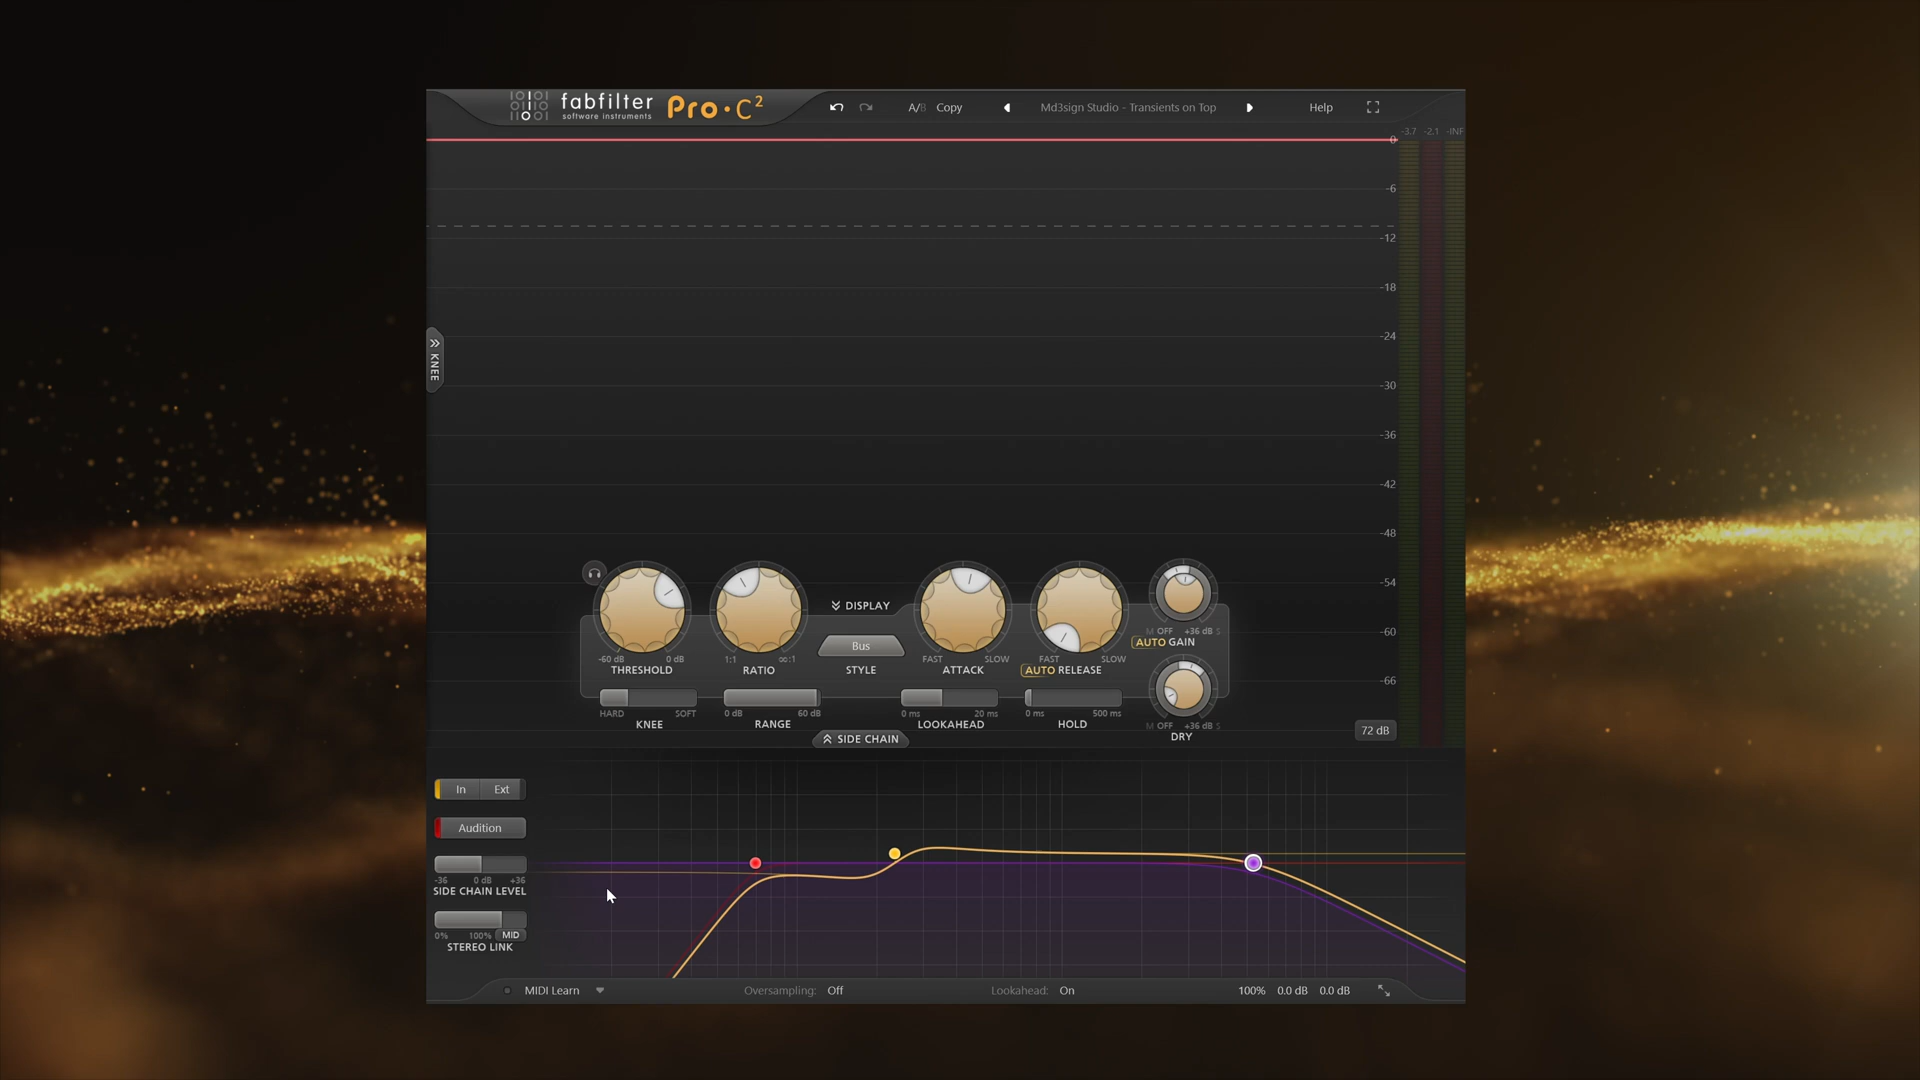 fabfilter
software instruments
Pro·C²
A/B Copy
Md3sign Studio - Transients on Top
Help
-3.7 -2.1 -INF
0
-6
-12
-18
-24
-30
-36
-42
-48
-54
-60
-66
72 dB
KNEE
-60 dB 0 dB
THRESHOLD
1:1 ∞:1
RATIO
DISPLAY
Bus
STYLE
FAST SLOW
ATTACK
FAST SLOW
AUTO RELEASE
M OFF +36 dB S
AUTO GAIN
HARD SOFT
KNEE
0 dB 60 dB
RANGE
0 ms 20 ms
LOOKAHEAD
0 ms 500 ms
HOLD
M OFF +36 dB S
DRY
SIDE CHAIN
In Ext
Audition
-36 0 dB +36
SIDE CHAIN LEVEL
0% 100% MID
STEREO LINK
MIDI Learn
Oversampling: Off
Lookahead: On
100% 0.0 dB 0.0 dB